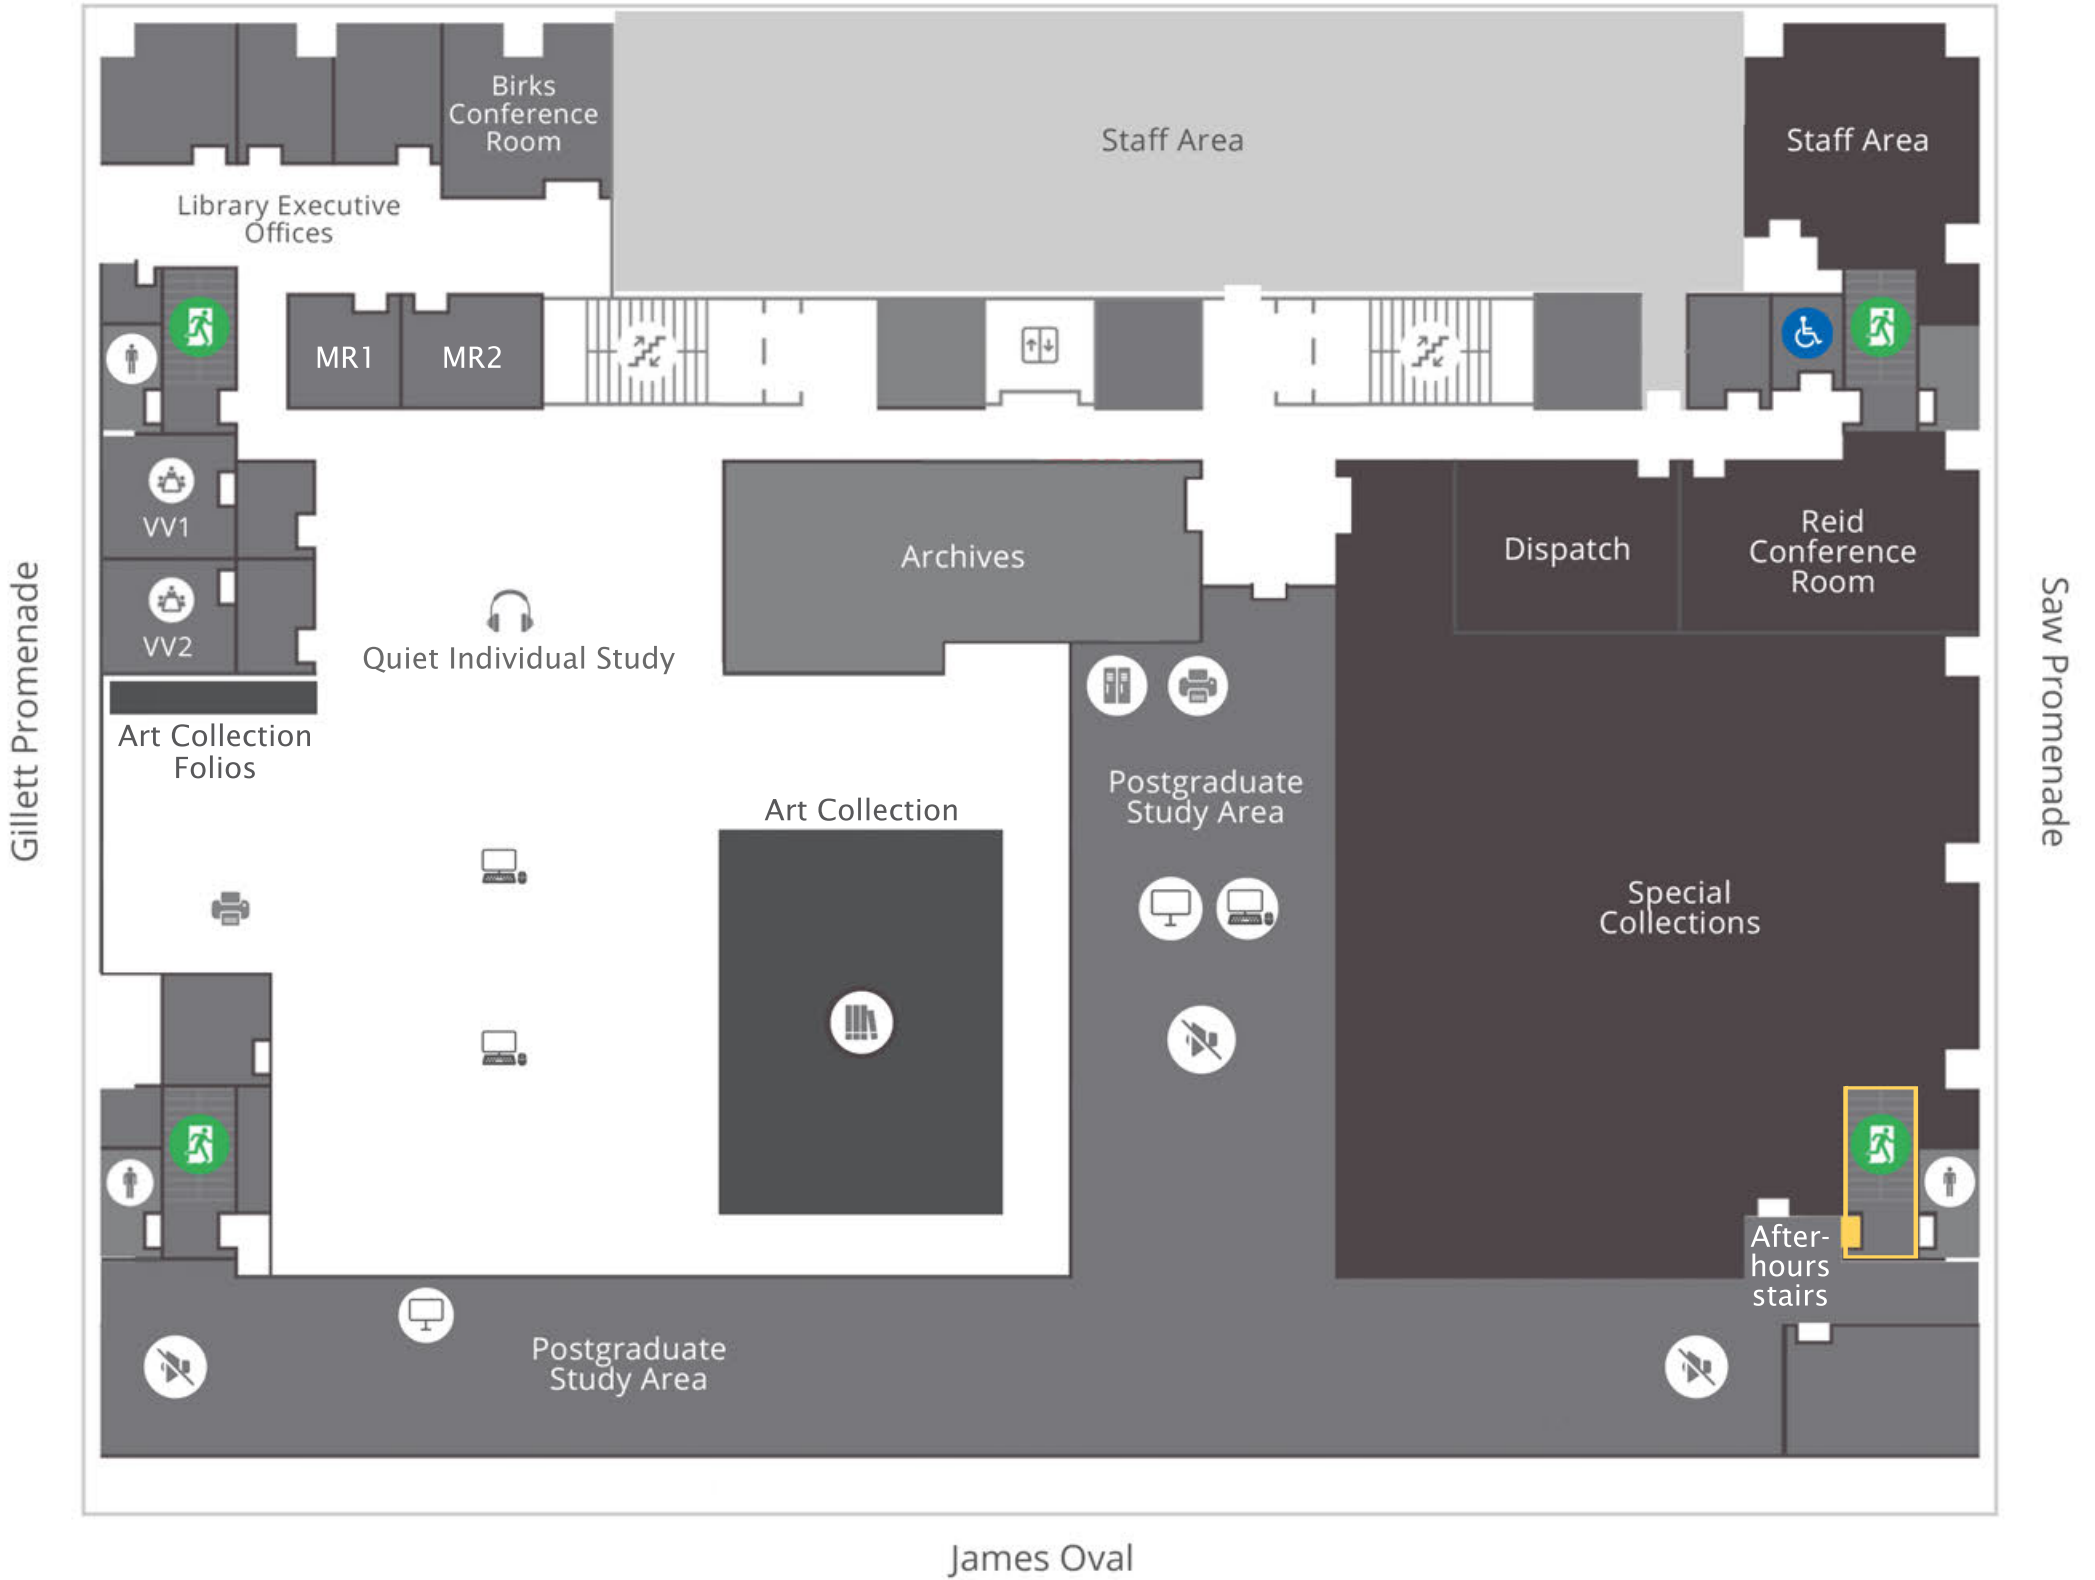 Birks
Conference
Room
Staff Area
Staff Area
Library Executive
Offices
MR1
MR2
VV1
VV2
Archives
Dispatch
Reid
Conference
Room
Quiet Individual Study
Gillett Promenade
Saw Promenade
Art Collection
Folios
Art Collection
Postgraduate
Study Area
Special
Collections
After-
hours
stairs
Postgraduate
Study Area
James Oval